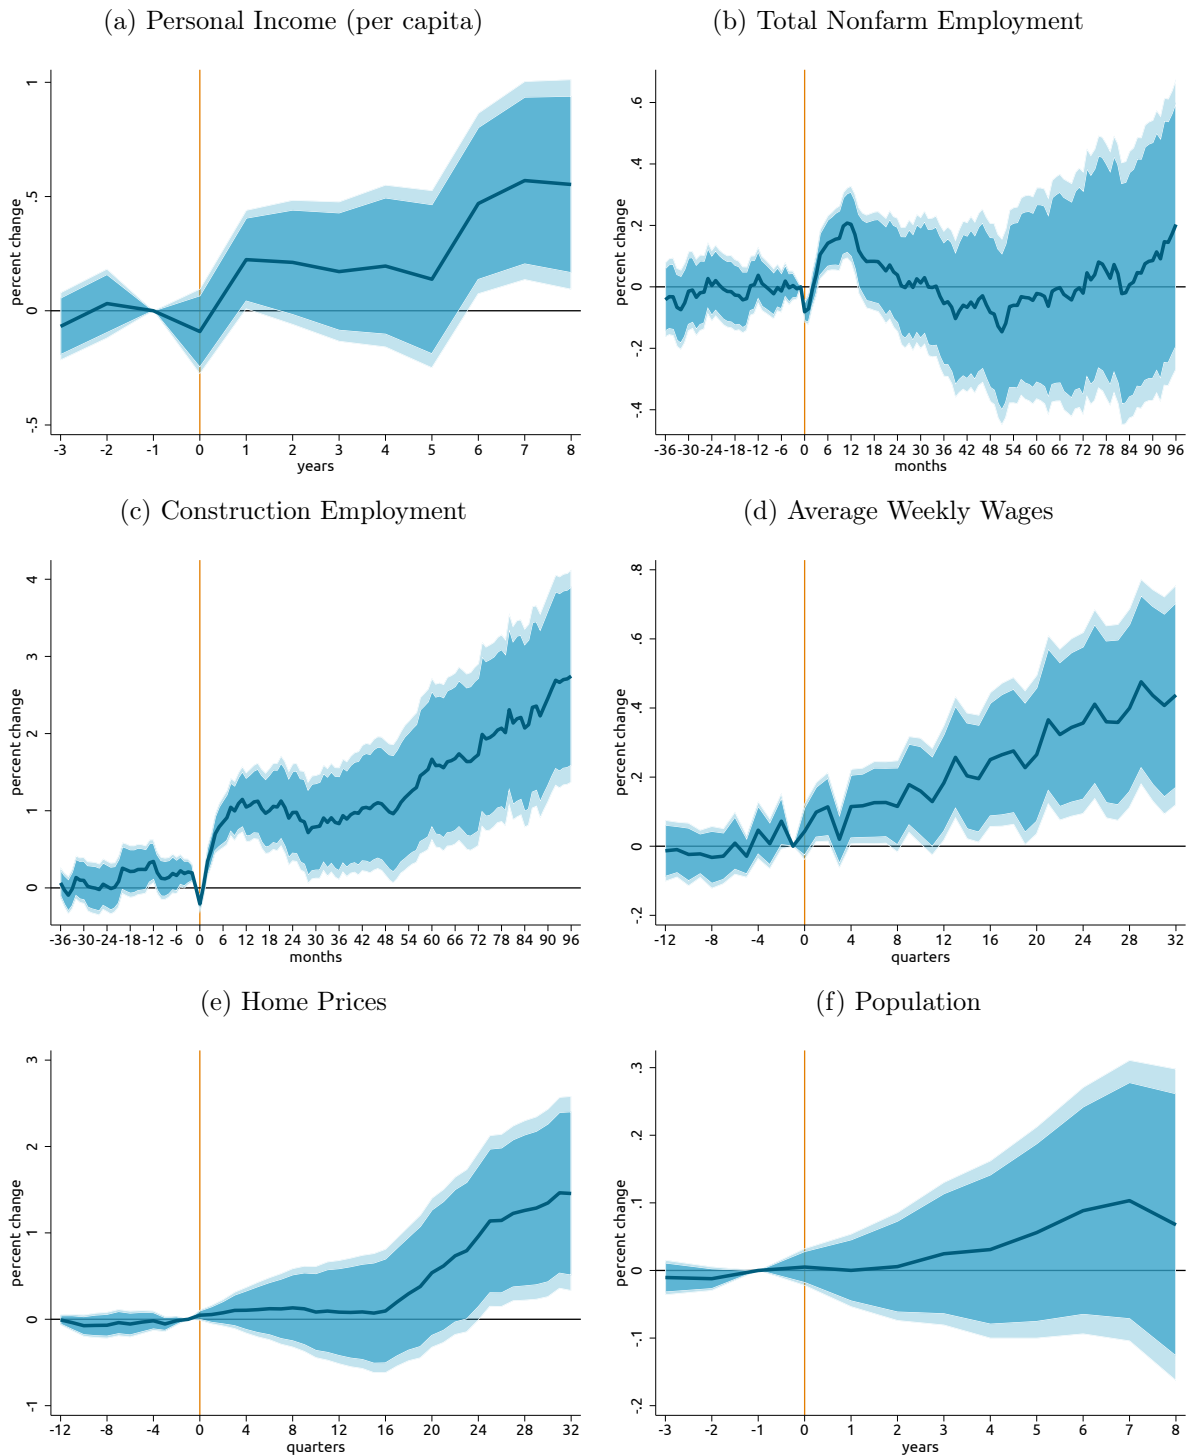 (a) Personal Income (per capita)
percent change
1
.5
0
-.5
-3 -2 -1 0 1 2 3 4 5 6 7 8
years
(b) Total Nonfarm Employment
percent change
.6
.4
.2
0
-.2
-.4
-36 -30 -24 -18 -12 -6 0 6 12 18 24 30 36 42 48 54 60 66 72 78 84 90 96
months
(c) Construction Employment
percent change
4
3
2
1
0
-36 -30 -24 -18 -12 -6 0 6 12 18 24 30 36 42 48 54 60 66 72 78 84 90 96
months
(d) Average Weekly Wages
percent change
.8
.6
.4
.2
0
-.2
-12 -8 -4 0 4 8 12 16 20 24 28 32
quarters
(e) Home Prices
percent change
3
2
1
0
-1
-12 -8 -4 0 4 8 12 16 20 24 28 32
quarters
(f) Population
percent change
.3
.2
.1
0
-.1
-.2
-3 -2 -1 0 1 2 3 4 5 6 7 8
years